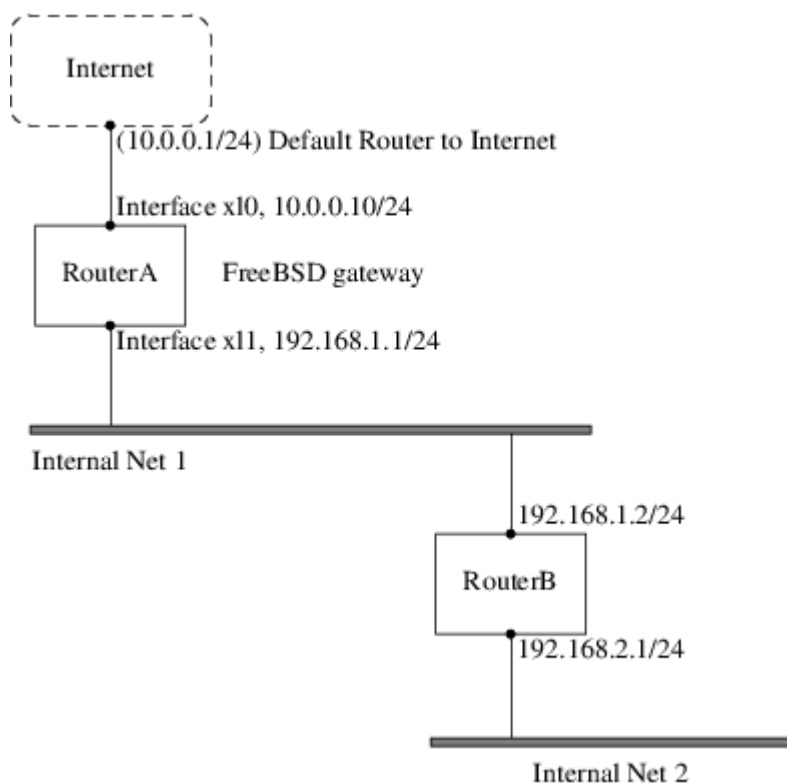 Internet
(10.0.0.1/24) Default Router to Internet
Interface xl0, 10.0.0.10/24
RouterA
FreeBSD gateway
Interface xl1, 192.168.1.1/24
Internal Net 1
192.168.1.2/24
RouterB
192.168.2.1/24
Internal Net 2